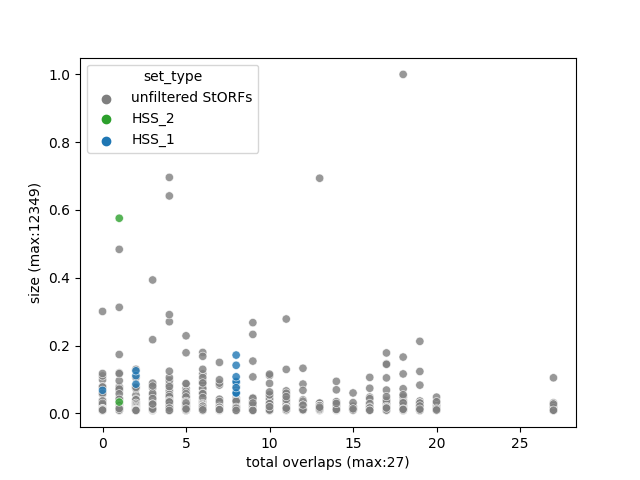 set_type
unfiltered StORFs
HSS_2
HSS_1
1.0
0.8
0.6
0.4
0.2
0.0
size (max:12349)
0 5 10 15 20 25
total overlaps (max:27)